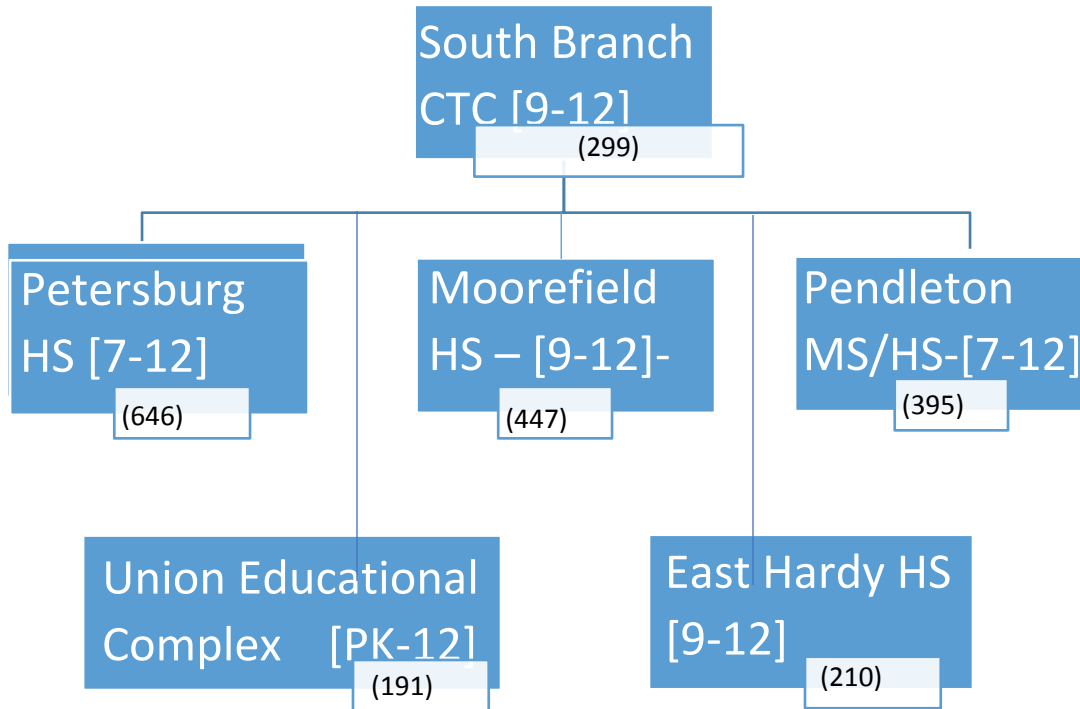 South Branch
CTC [9-12]
(299)
Petersburg
HS [7-12]
(646)
Moorefield
HS – [9-12]-
(447)
Pendleton
MS/HS-[7-12]
(395)
Union Educational
Complex [PK-12]
(191)
East Hardy HS
[9-12]
(210)